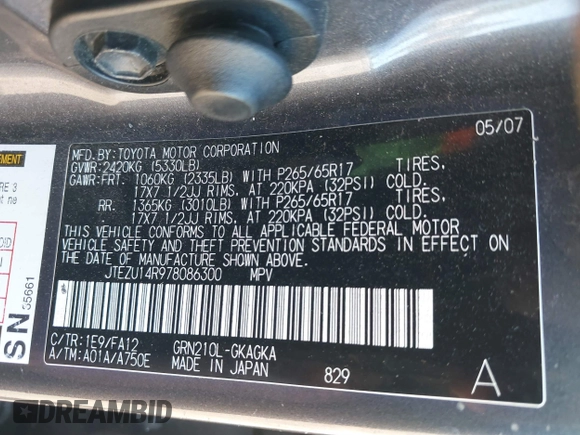 05/07
MFD.BY:TOYOTA MOTOR CORPORATION
GVWR:2420KG (5330LB)
GAWR:FRT. 1060KG (2335LB) WITH P265/65R17 TIRES,
17X7 1/2JJ RIMS, AT 220KPA (32PSI) COLD.
RR. 1365KG (3010LB) WITH P265/65R17 TIRES,
17X7 1/2JJ RIMS, AT 220KPA (32PSI) COLD.
THIS VEHICLE CONFORMS TO ALL APPLICABLE FEDERAL MOTOR
VEHICLE SAFETY AND THEFT PREVENTION STANDARDS IN EFFECT ON
THE DATE OF MANUFACTURE SHOWN ABOVE.
JTEZU14R978086300 MPV
C/TR:1E9/FA12 GRN210L-GKAGKA
A/TM:A01A/A750E MADE IN JAPAN 829 A
SN 35661
RE 3
DREAMBID